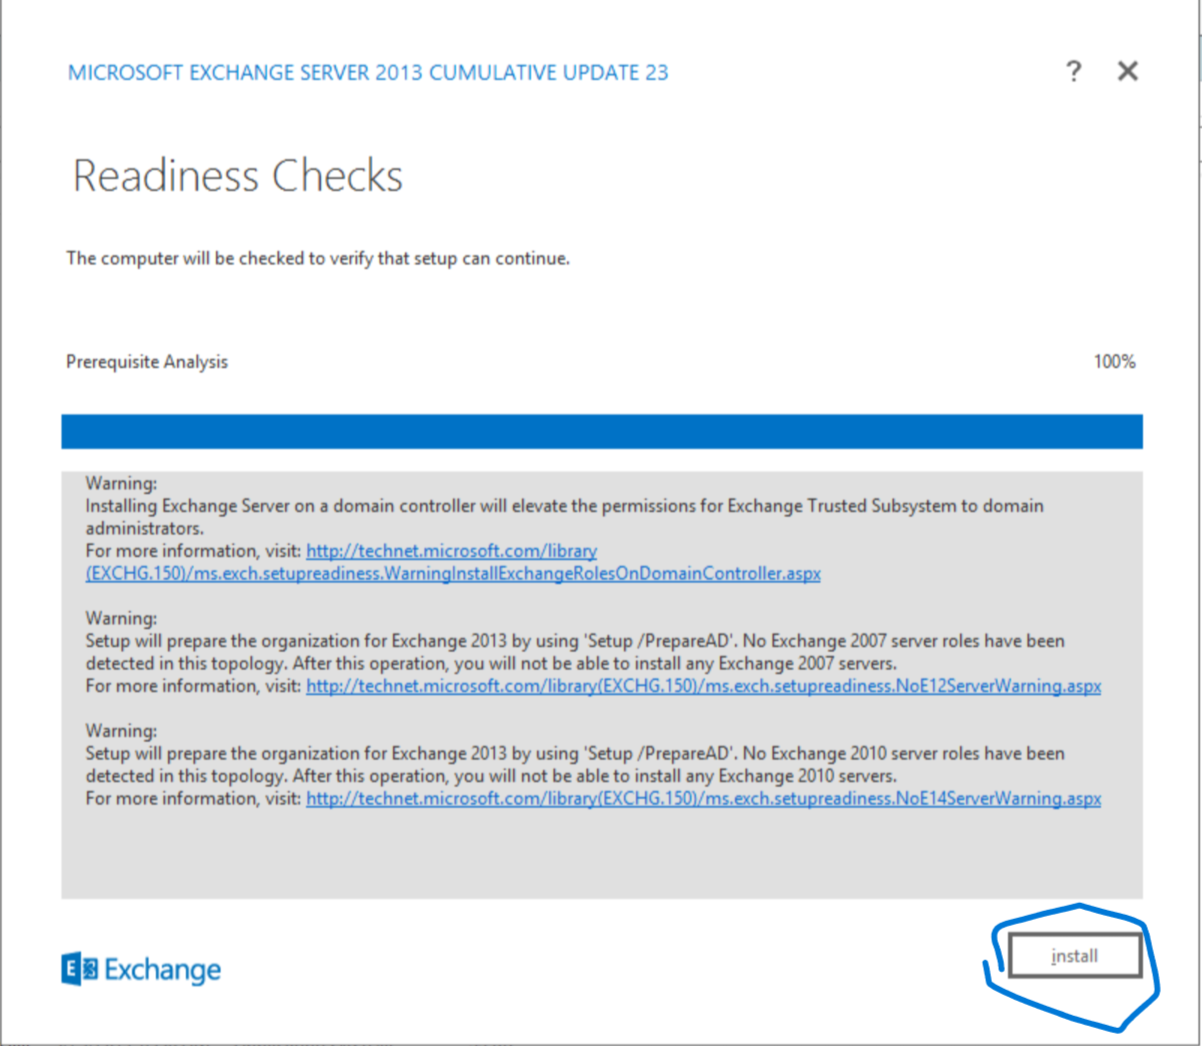 MICROSOFT EXCHANGE SERVER 2013 CUMULATIVE UPDATE 23
?
Readiness Checks
The computer will be checked to verify that setup can continue.
Prerequisite Analysis 100%
Warning:
Installing Exchange Server on a domain controller will elevate the permissions for Exchange Trusted Subsystem to domain
administrators.
For more information, visit: http://technet.microsoft.com/library
(EXCHG.150)/ms.exch.setupreadiness.WarningInstallExchangeRolesOnDomainController.aspx
Warning:
Setup will prepare the organization for Exchange 2013 by using 'Setup /PrepareAD'. No Exchange 2007 server roles have been
detected in this topology. After this operation, you will not be able to install any Exchange 2007 servers.
For more information, visit: http://technet.microsoft.com/library(EXCHG.150)/ms.exch.setupreadiness.NoE12ServerWarning.aspx
Warning:
Setup will prepare the organization for Exchange 2013 by using 'Setup /PrepareAD'. No Exchange 2010 server roles have been
detected in this topology. After this operation, you will not be able to install any Exchange 2010 servers.
For more information, visit: http://technet.microsoft.com/library(EXCHG.150)/ms.exch.setupreadiness.NoE14ServerWarning.aspx
E Exchange
install